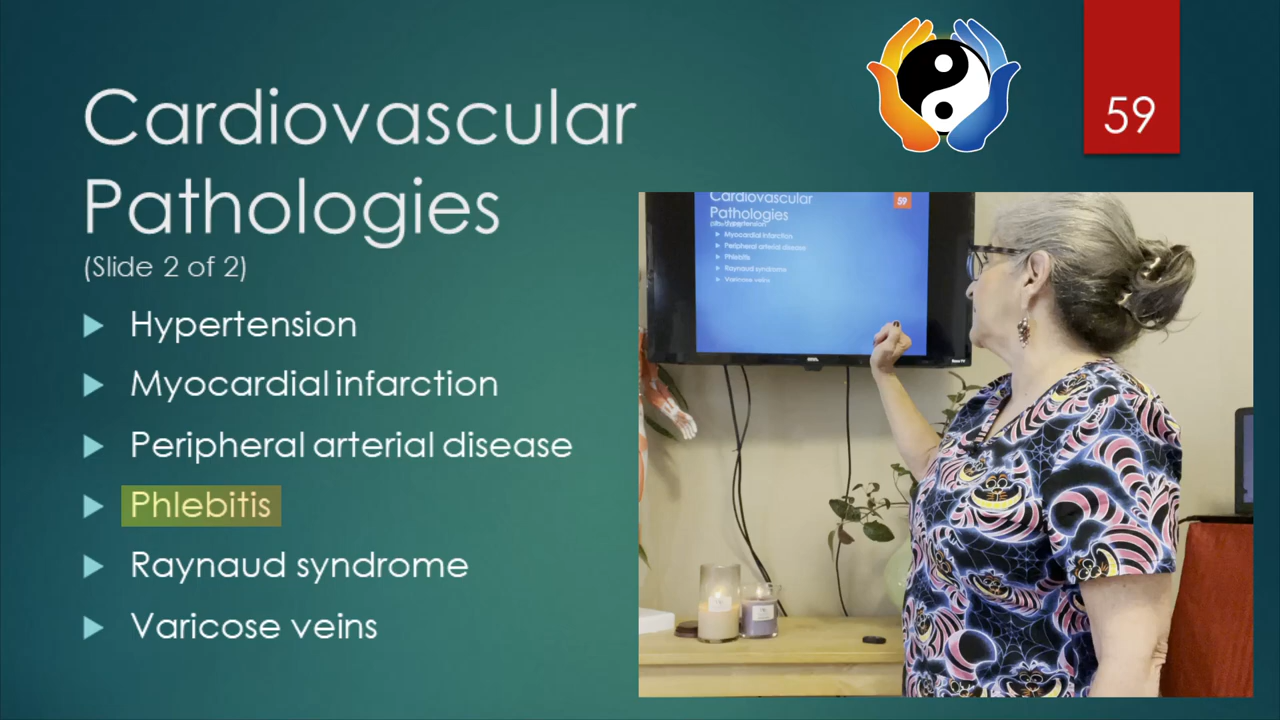 Cardiovascular
Pathologies
(Slide 2 of 2)
Hypertension
Myocardial infarction
Peripheral arterial disease
Phlebitis
Raynaud syndrome
Varicose veins
59
Cardiovascular
Pathologies
59
Hypertension
Myocardial infarction
Peripheral arterial disease
Phlebitis
Raynaud syndrome
Varicose veins